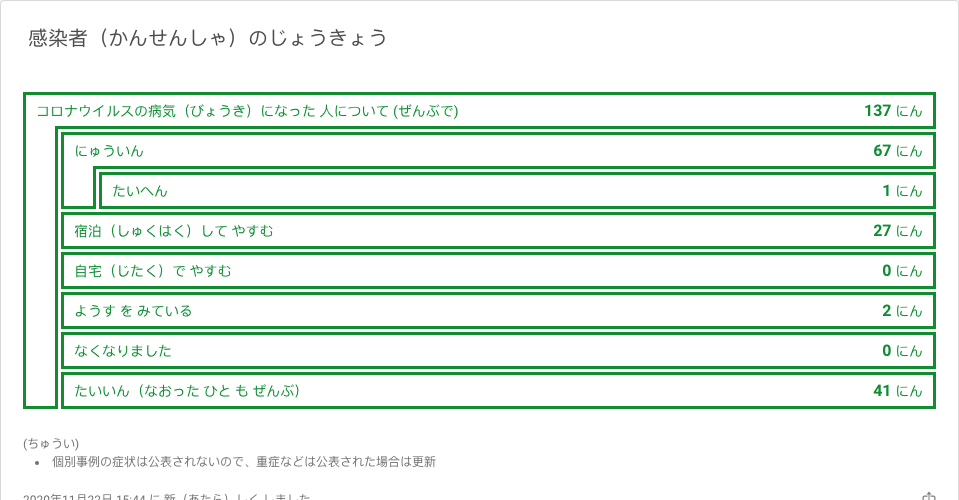 感染者（かんせんしゃ）のじょうきょう
コロナウイルスの病気（びょうき）になった 人について (ぜんぶで) 137 にん
にゅういん 67 にん
たいへん 1 にん
宿泊（しゅくはく）して やすむ 27 にん
自宅（じたく）で やすむ 0 にん
ようす を みている 2 にん
なくなりました 0 にん
たいいん（なおった ひと も ぜんぶ） 41 にん
(ちゅうい)
• 個別事例の症状は公表されないので、重症などは公表された場合は更新
2020年11月22日 15:44 に 新（あたら）しく しました